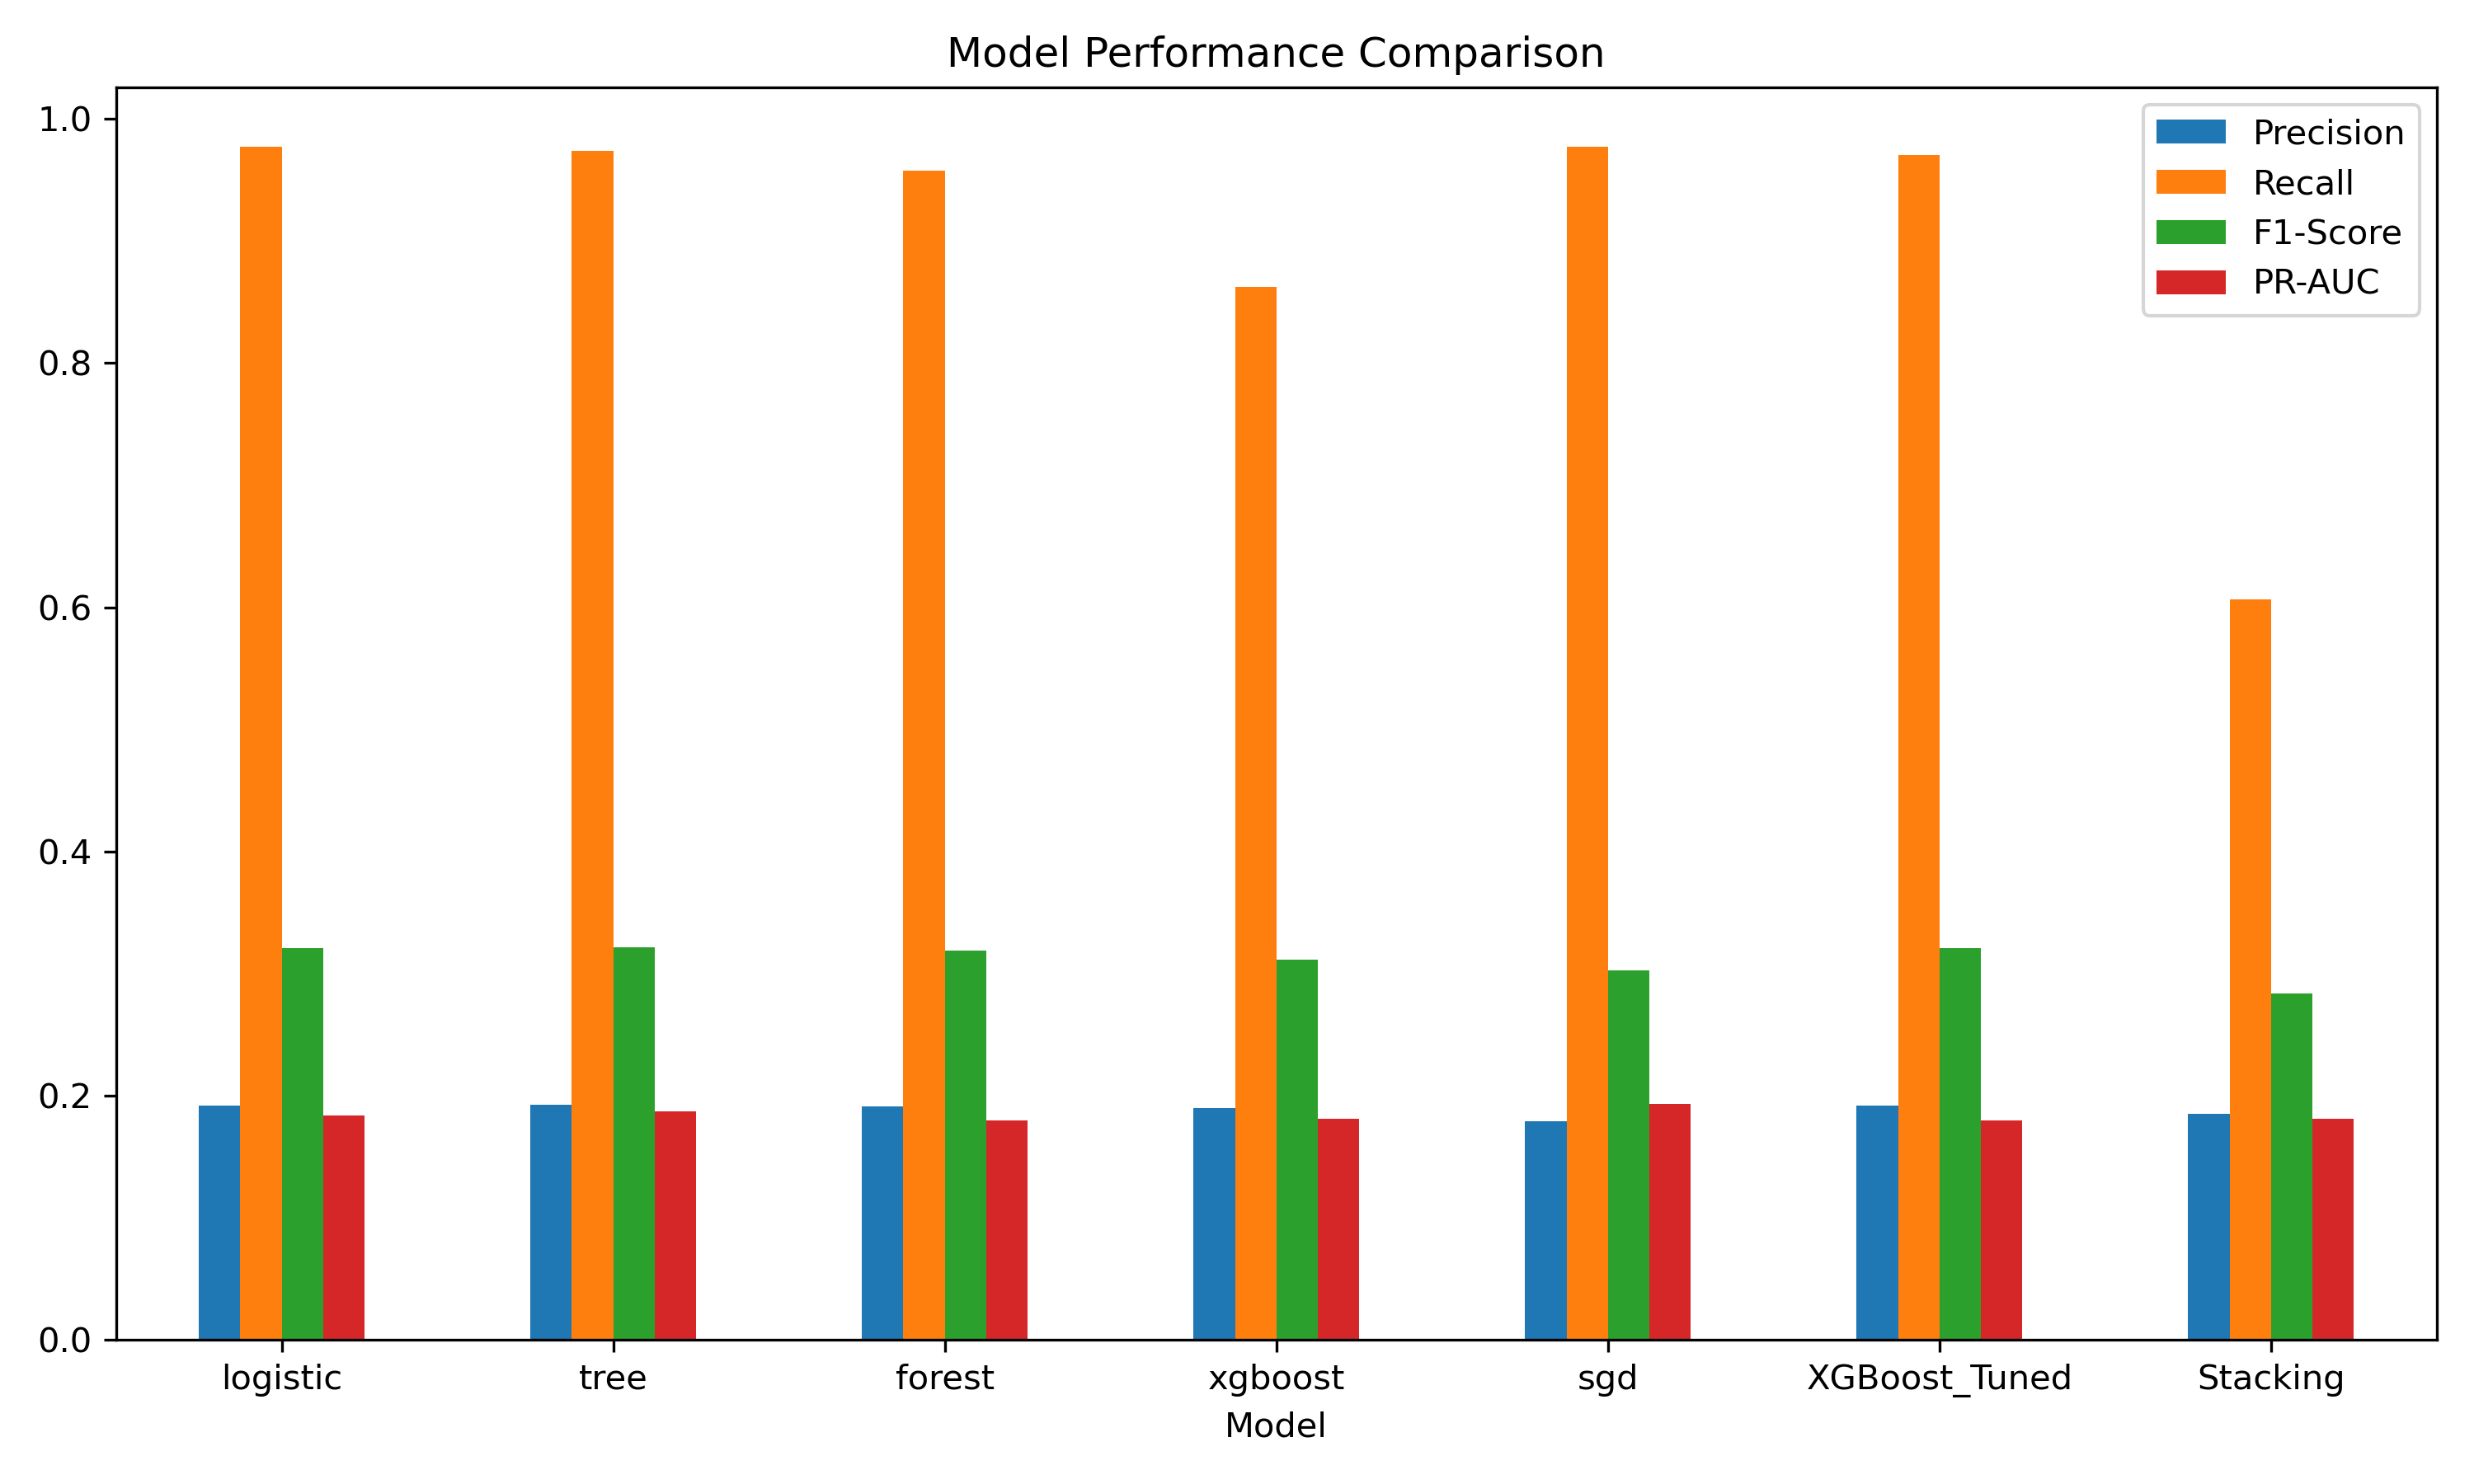 Model Performance Comparison
Precision
Recall
F1-Score
PR-AUC
1.0
0.8
0.6
0.4
0.2
0.0
logistic tree forest xgboost sgd XGBoost_Tuned Stacking
Model